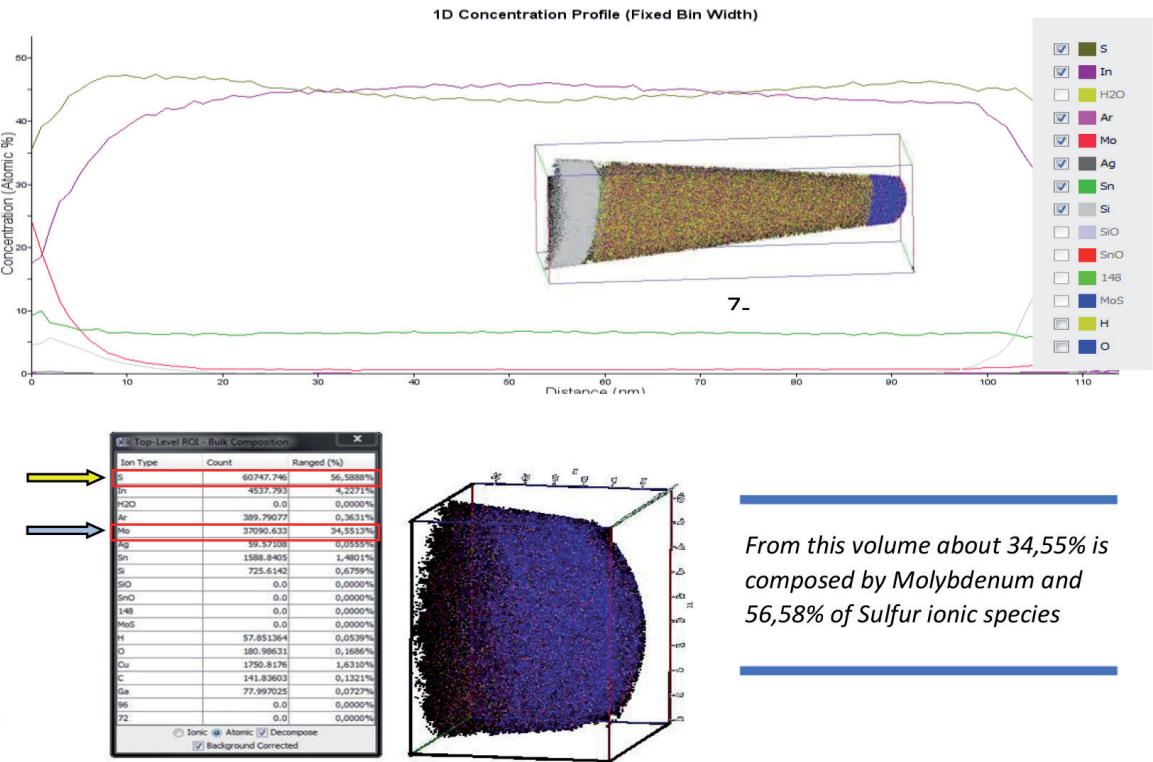 1D Concentration Profile (Fixed Bin Width)
Concentration (Atomic %)
50
40
30
20
10
0
0 10 20 30 40 50 60 70 80 90 100 110
Distance (nm)
7-
S
In
H2O
Ar
Mo
Ag
Sn
Si
SiO
SnO
148
MoS
H
O
Top-Level ROI - Bulk Composition
Ion Type Count Ranged (%)
S 60747.746 56,5888%
In 4537.793 4,2271%
H2O 0.0 0,0000%
Ar 389.79077 0,3631%
Mo 37090.633 34,5513%
Ag 59.57108 0,0555%
Sn 1588.8405 1,4801%
Si 725.6142 0,6759%
SiO 0.0 0,0000%
SnO 0.0 0,0000%
148 0.0 0,0000%
MoS 0.0 0,0000%
H 57.851364 0,0539%
O 180.98631 0,1686%
Cu 1750.8176 1,6310%
C 141.83603 0,1321%
Ga 77.997025 0,0727%
96 0.0 0,0000%
72 0.0 0,0000%
Ionic Atomic Decompose
Background Corrected
From this volume about 34,55% is
composed by Molybdenum and
56,58% of Sulfur ionic species